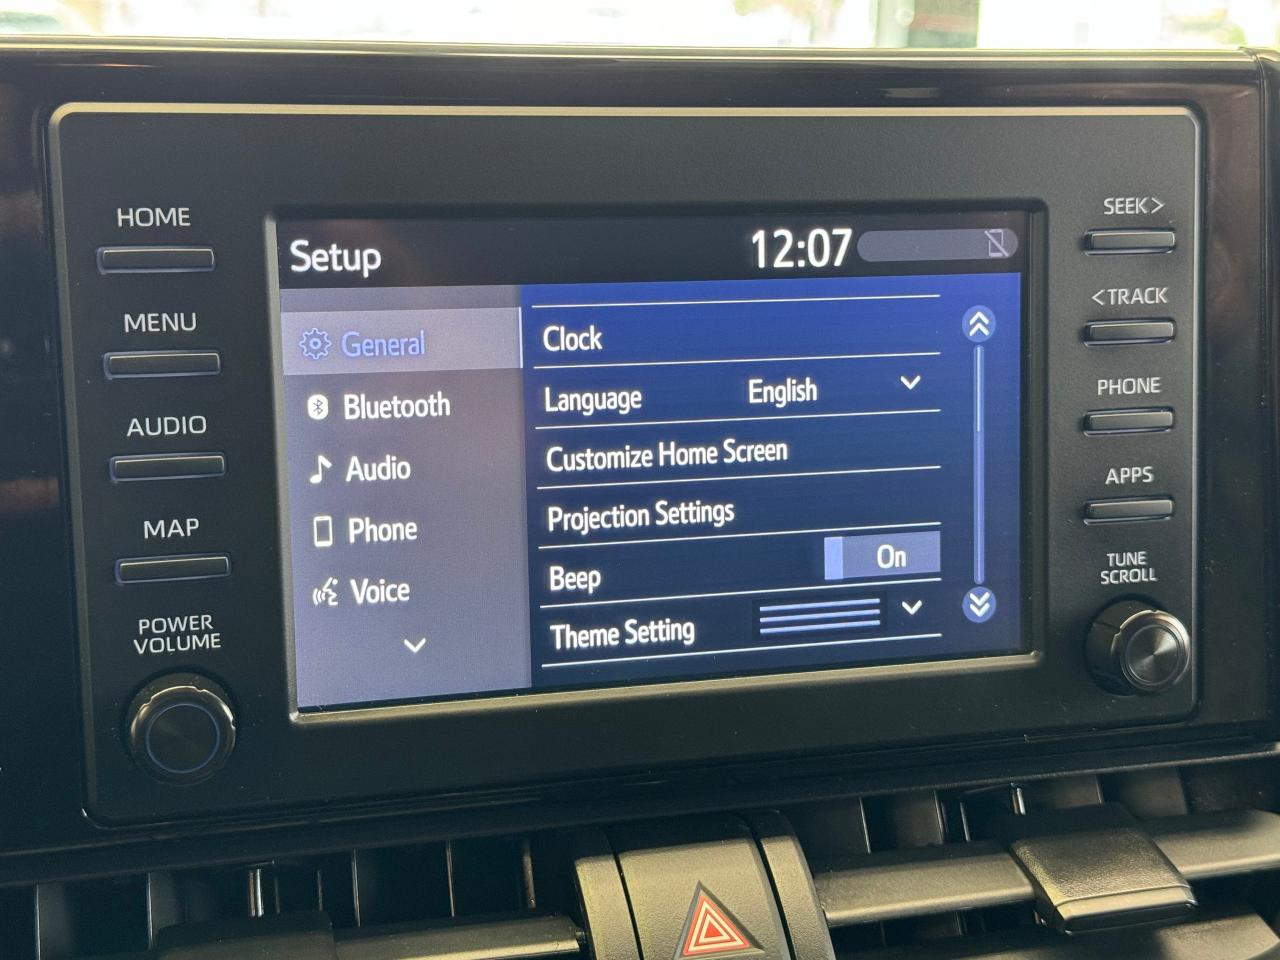 HOME
MENU
AUDIO
MAP
POWER
VOLUME
Setup
12:07
General
Bluetooth
Audio
Phone
Voice
Clock
Language English
Customize Home Screen
Projection Settings
Beep On
Theme Setting
SEEK>
<TRACK
PHONE
APPS
TUNE
SCROLL